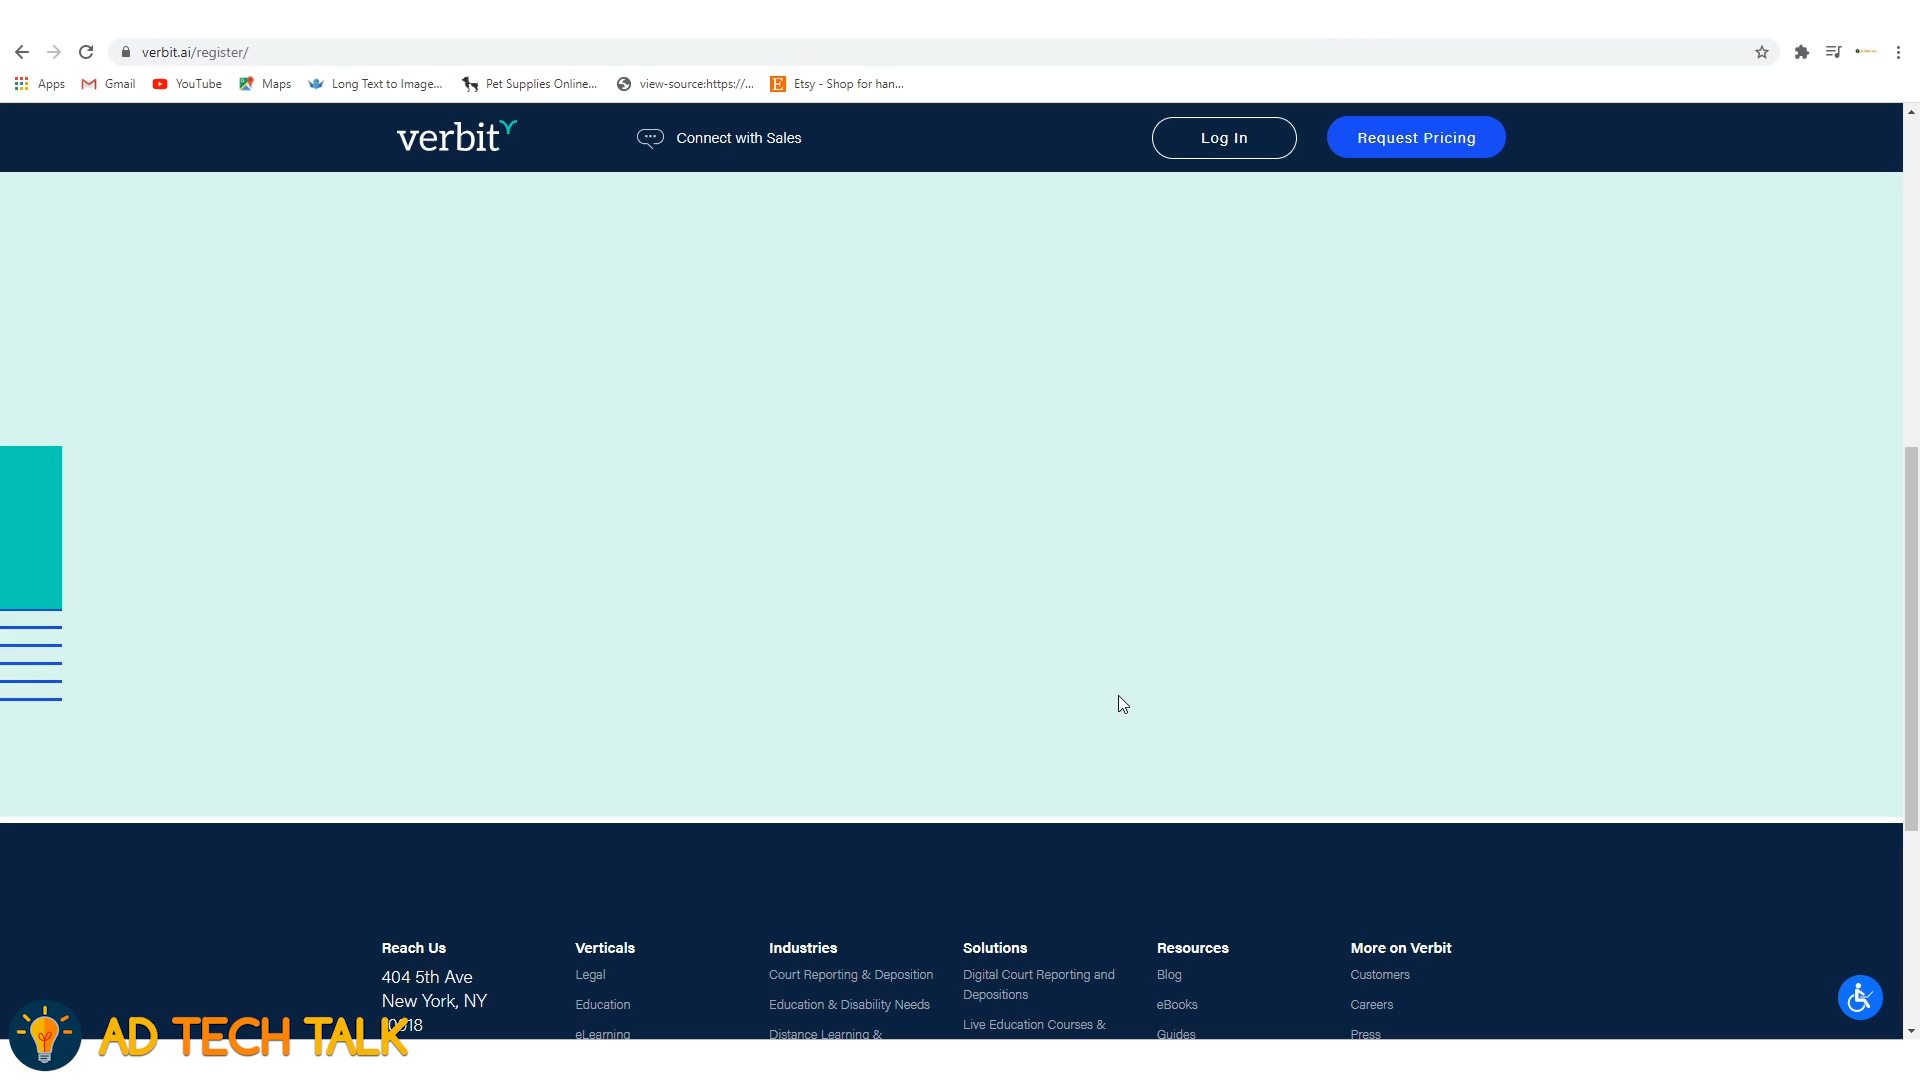 verbit.ai/register/
Apps Gmail YouTube Maps Long Text to Image... Pet Supplies Online... view-source:https://... Etsy - Shop for han...
verbit Connect with Sales Log In Request Pricing
Reach Us
404 5th Ave
New York, NY
Verticals
Legal
Education
eLearning
Industries
Court Reporting & Deposition
Education & Disability Needs
Distance Learning &
Solutions
Digital Court Reporting and
Depositions
Live Education Courses &
Resources
Blog
eBooks
Guides
More on Verbit
Customers
Careers
Press
AD TECH TALK